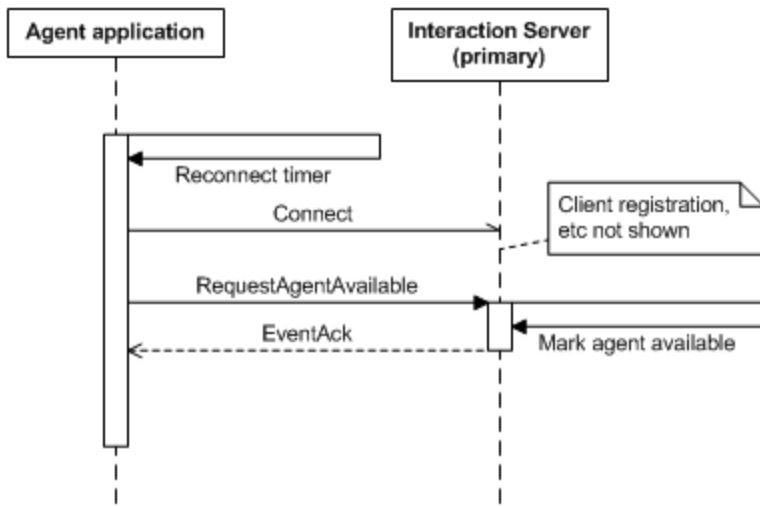 Agent application
Interaction Server
(primary)
Reconnect timer
Connect
Client registration,
etc not shown
RequestAgentAvailable
EventAck
Mark agent available